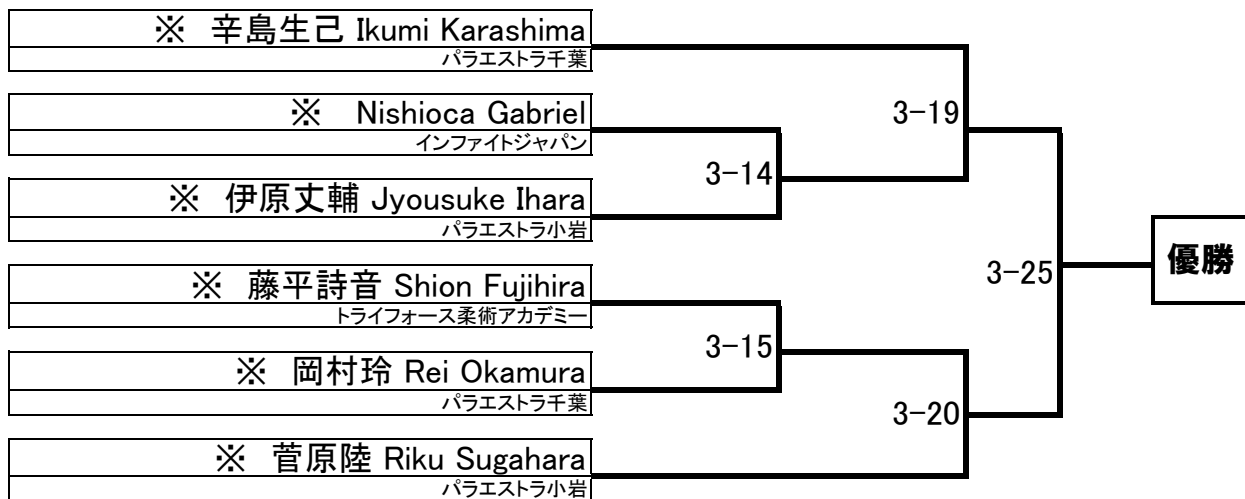 ※ 辛島生己 Ikumi Karashima
パラエストラ千葉
※ Nishioca Gabriel
インファイトジャパン
※ 伊原丈輔 Jyousuke Ihara
パラエストラ小岩
※ 藤平詩音 Shion Fujihira
トライフォース柔術アカデミー
※ 岡村玲 Rei Okamura
パラエストラ千葉
※ 菅原陸 Riku Sugahara
パラエストラ小岩
3-14
3-15
3-19
3-20
3-25
優勝